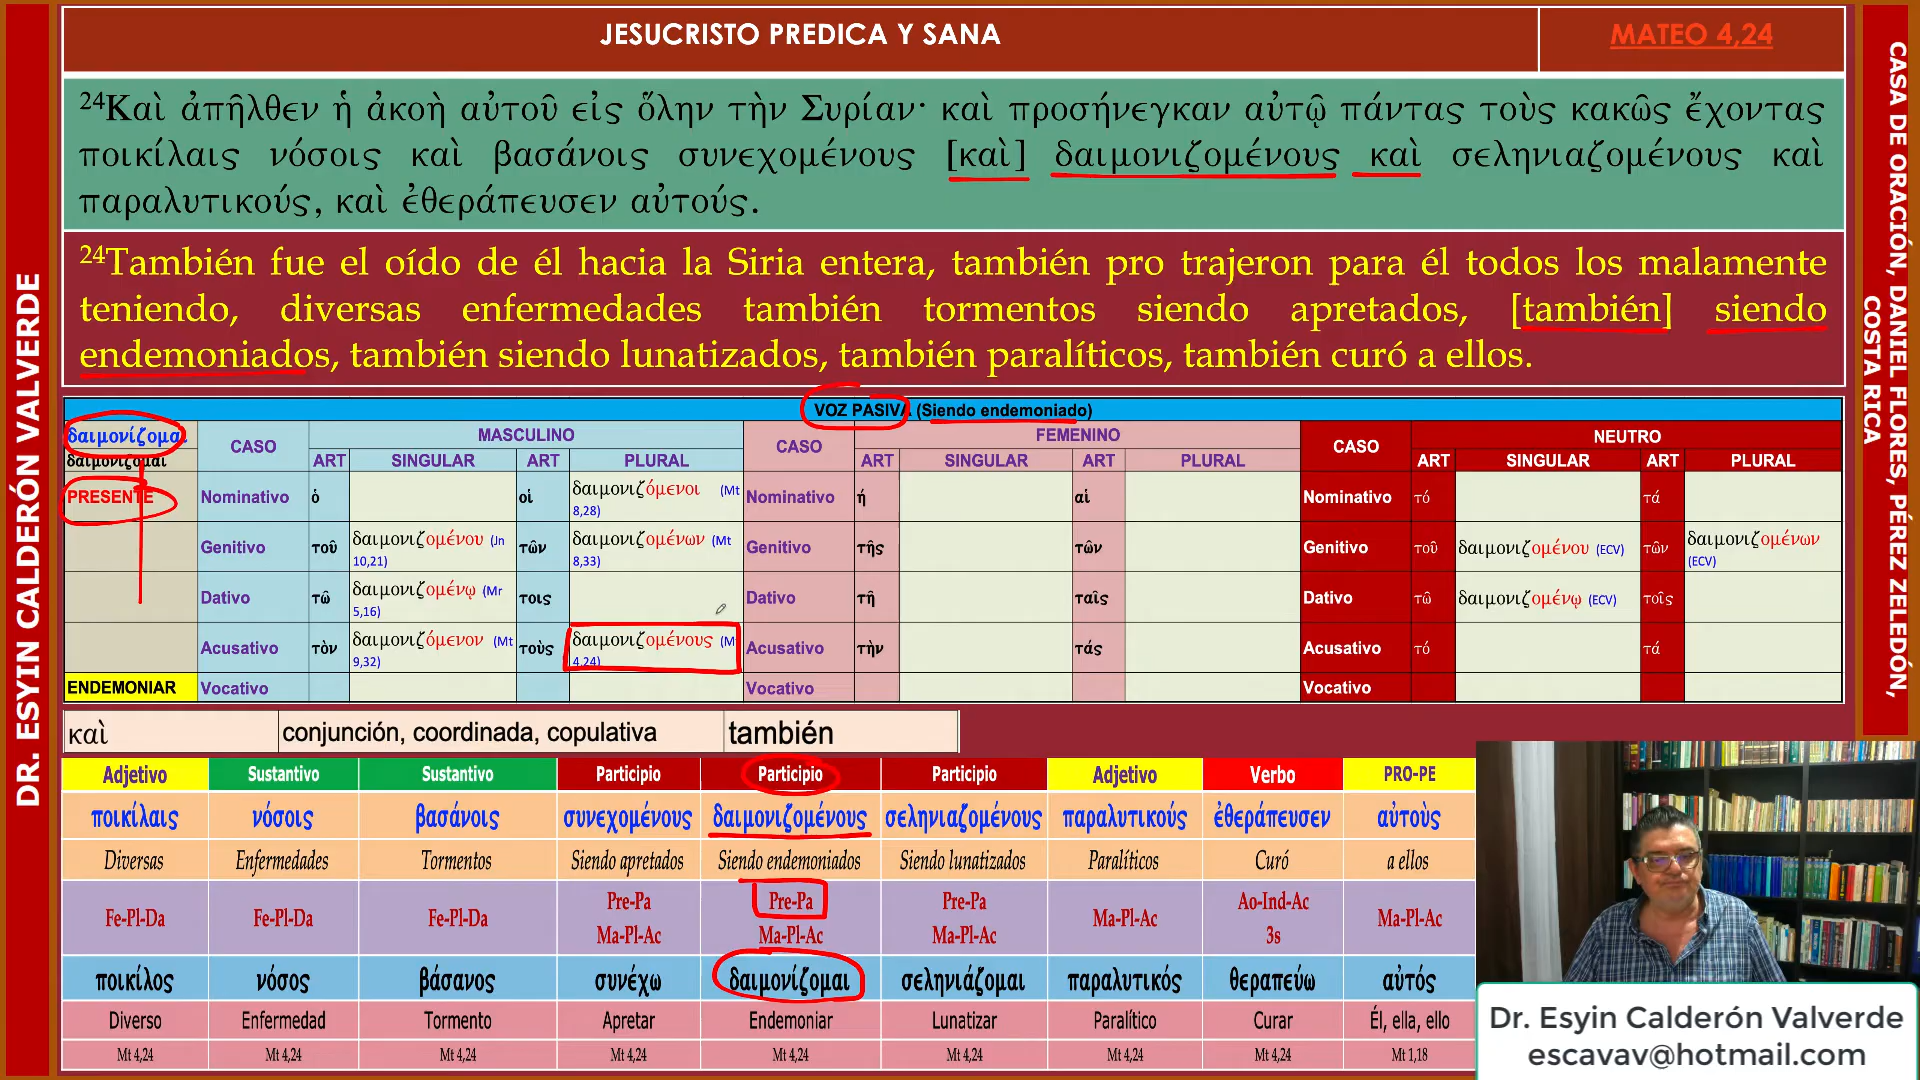 JESUCRISTO PREDICA Y SANA
MATEO 4,24
DR. ESYIN CALDERÓN VALVERDE
CASA DE ORACIÓN, DANIEL FLORES, PÉREZ ZELEDÓN,
COSTA RICA
24Καὶ ἀπῆλθεν ἡ ἀκοὴ αὐτοῦ εἰς ὅλην τὴν Συρίαν· καὶ προσήνεγκαν αὐτῷ πάντας τοὺς κακῶς ἔχοντας
ποικίλαις νόσοις καὶ βασάνοις συνεχομένους [καὶ] δαιμονιζομένους καὶ σεληνιαζομένους καὶ
παραλυτικούς, καὶ ἐθεράπευσεν αὐτούς.
24También fue el oído de él hacia la Siria entera, también pro trajeron para él todos los malamente
teniendo, diversas enfermedades también tormentos siendo apretados, [también] siendo
endemoniados, también siendo lunatizados, también paralíticos, también curó a ellos.
VOZ PASIVA (Siendo endemoniado)
δαιμονίζομαι CASO MASCULINO CASO FEMENINO CASO NEUTRO
δαιμονίζομαι ART SINGULAR ART PLURAL ART SINGULAR ART PLURAL ART SINGULAR ART PLURAL
PRESENTE Nominativo ὁ οἱ δαιμονιζόμενοι (Mt 8,28) Nominativo ἡ αἱ Nominativo τό τά
Genitivo τοῦ δαιμονιζομένου (Jn 10,21) τῶν δαιμονιζομένων (Mt 8,33) Genitivo τῆς τῶν Genitivo τοῦ δαιμονιζομένου (ECV) τῶν δαιμονιζομένων (ECV)
Dativo τῶ δαιμονιζομένῳ (Mr 5,16) τοις Dativo τῆ ταῖς Dativo τῶ δαιμονιζομένῳ (ECV) τοῖς
Acusativo τὸν δαιμονιζόμενον (Mt 9,32) τοὺς δαιμονιζομένους (Mt 4,24) Acusativo τὴν τάς Acusativo τό τά
ENDEMONIAR Vocativo Vocativo Vocativo
καὶ conjunción, coordinada, copulativa también
Adjetivo Sustantivo Sustantivo Participio Participio Participio Adjetivo Verbo PRO-PE
ποικίλαις νόσοις βασάνοις συνεχομένους δαιμονιζομένους σεληνιαζομένους παραλυτικούς ἐθεράπευσεν αὐτοὺς
Diversas Enfermedades Tormentos Siendo apretados Siendo endemoniados Siendo lunatizados Paralíticos Curó a ellos
Fe-Pl-Da Fe-Pl-Da Fe-Pl-Da Pre-Pa Ma-Pl-Ac Pre-Pa Ma-Pl-Ac Pre-Pa Ma-Pl-Ac Ma-Pl-Ac Ao-Ind-Ac 3s Ma-Pl-Ac
ποικίλος νόσος βάσανος συνέχω δαιμονίζομαι σεληνιάζομαι παραλυτικός θεραπεύω αὐτός
Diverso Enfermedad Tormento Apretar Endemoniar Lunatizar Paralítico Curar Él, ella, ello
Mt 4,24 Mt 4,24 Mt 4,24 Mt 4,24 Mt 4,24 Mt 4,24 Mt 4,24 Mt 4,24 Mt 1,18
Dr. Esyin Calderón Valverde
escavav@hotmail.com